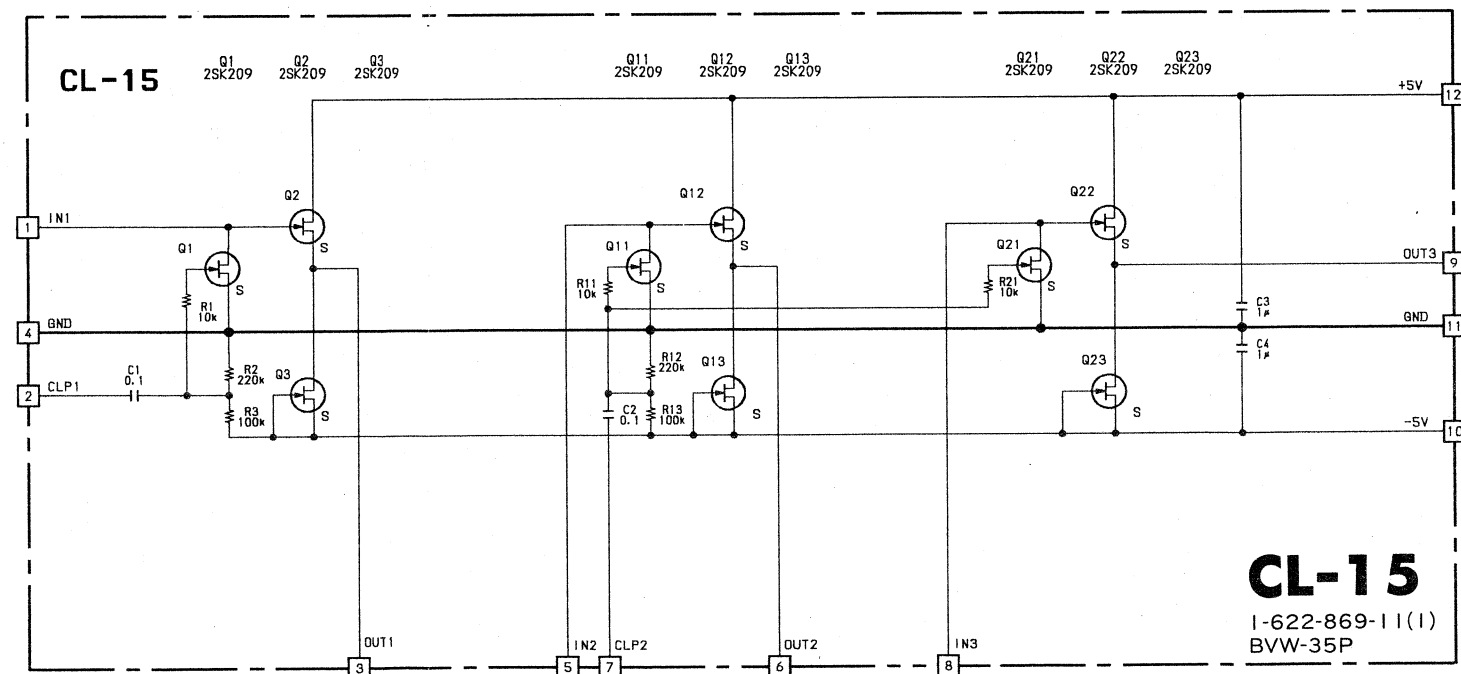 CL-15
Q1 Q2 Q3
2SK209 2SK209 2SK209
Q11 Q12 Q13
2SK209 2SK209 2SK209
Q21 Q22 Q23
2SK209 2SK209 2SK209
+5V
12
Q2
Q12
Q22
1 IN1
S
S
S
Q1
Q11
Q21
S
S
S
OUT3
9
R1
10k
R11
10k
R21
10k
C3
1μ
4 GND
GND
11
C4
1μ
R2
220k
R12
220k
Q3
Q13
Q23
C1
0.1
2 CLP1
R3
100k
S
C2
0.1
R13
100k
S
S
-5V
10
CL-15
1-622-869-11(1)
BVW-35P
OUT1
3
IN2
5
CLP2
7
OUT2
6
IN3
8